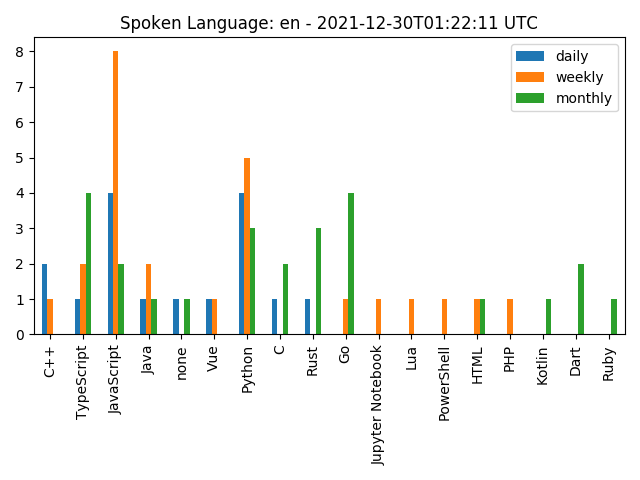 Spoken Language: en - 2021-12-30T01:22:11 UTC
daily
weekly
monthly
8
7
6
5
4
3
2
1
0
C++
TypeScript
JavaScript
Java
none
Vue
Python
C
Rust
Go
Jupyter Notebook
Lua
PowerShell
HTML
PHP
Kotlin
Dart
Ruby